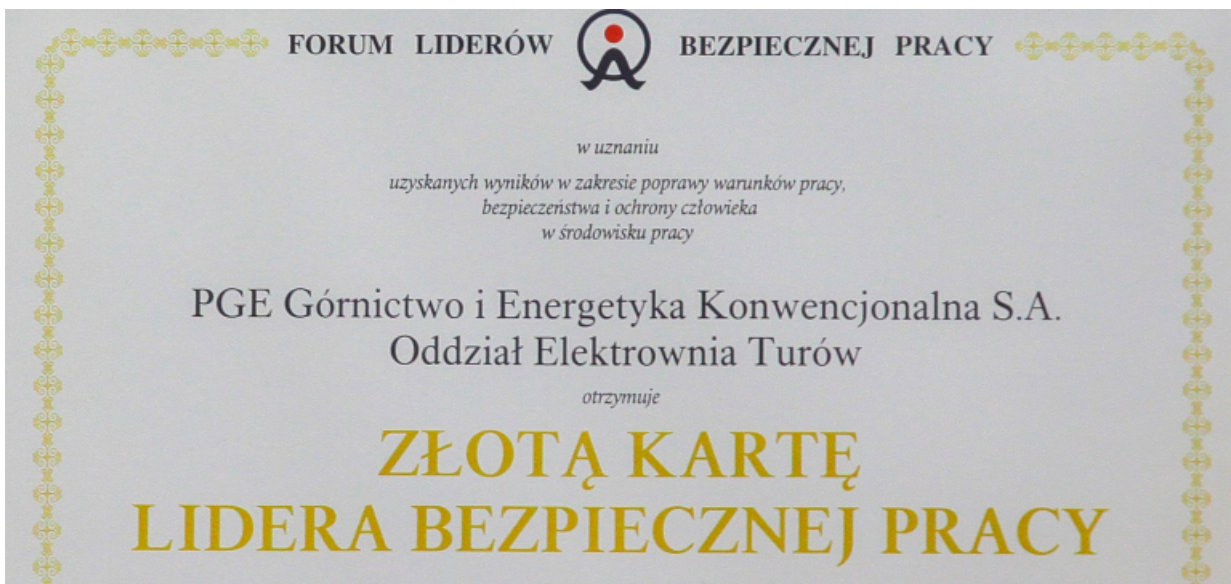 FORUM LIDERÓW BEZPIECZNEJ PRACY
w uznaniu
uzyskanych wyników w zakresie poprawy warunków pracy,
bezpieczeństwa i ochrony człowieka
w środowisku pracy
PGE Górnictwo i Energetyka Konwencjonalna S.A.
Oddział Elektrownia Turów
otrzymuje
ZŁOTĄ KARTĘ
LIDERA BEZPIECZNEJ PRACY